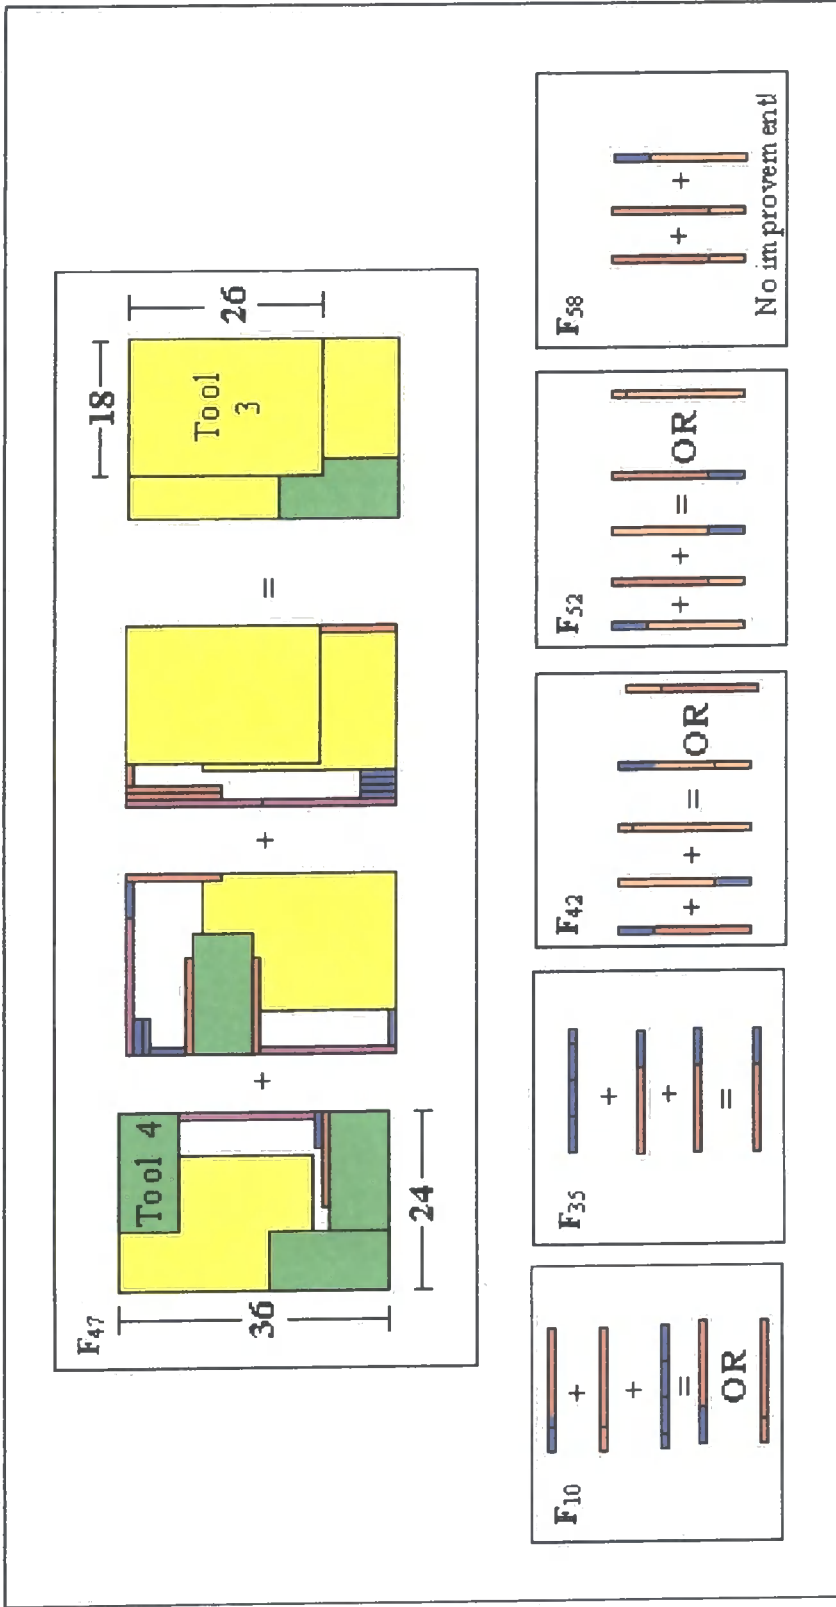 F47
18
Tool 4
Tool
3
26
36 + + =
24
F10
+
+
=
OR
F35
+
+
=
F42
+ + = OR
F52
+ + = OR
F58
+ +
No improvement!